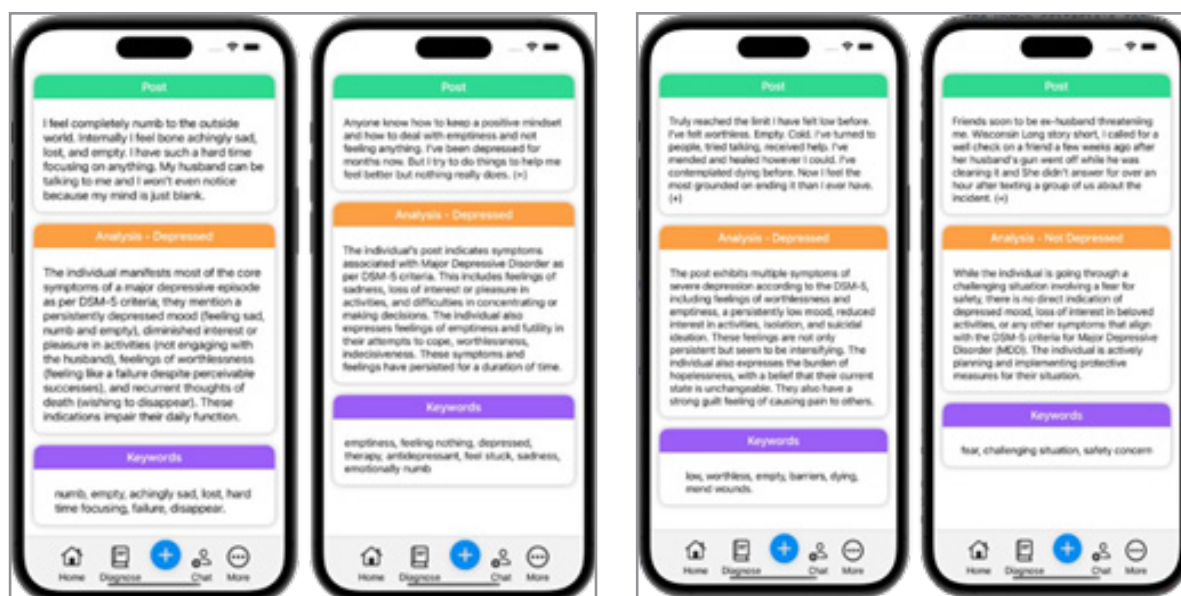 Post
I feel completely numb to the outside
world. Internally I feel bone achingly sad,
lost, and empty. I have such a hard time
focusing on anything. My husband can be
talking to me and I won't even notice
because my mind is just blank.
Analysis - Depressed
The individual manifests most of the core
symptoms of a major depressive episode
as per DSM-5 criteria; they mention a
persistently depressed mood (feeling sad,
numb and empty), diminished interest or
pleasure in activities (not engaging with
the husband), feelings of worthlessness
(feeling like a failure despite perceivable
successes), and recurrent thoughts of
death (wishing to disappear). These
indications impair their daily function.
Keywords
numb, empty, achingly sad, lost, hard
time focusing, failure, disappear.
Home
Diagnose
Chat
More
Post
Anyone know how to keep a positive mindset
and how to deal with emptiness and not
feeling anything. I've been depressed for
months now. But I try to do things to help me
feel better but nothing really does.
Analysis - Depressed
The individual's post indicates symptoms
associated with Major Depressive Disorder as
per DSM-5 criteria. This includes feelings of
sadness, loss of interest or pleasure in
activities, and difficulties in concentrating or
making decisions. The individual also
expresses feelings of emptiness and futility in
their attempts to cope, worthlessness,
indecisiveness. These symptoms and
feelings have persisted for a duration of time.
Keywords
emptiness, feeling nothing, depressed,
therapy, antidepressant, feel stuck, sadness,
emotionally numb
Home
Diagnose
Chat
More
Post
Truly reached the limit I have felt low before.
I've felt worthless. Empty. Cold. I've turned to
people, tried talking, received help. I've
mended and healed however I could. I've
contemplated dying before. Now I feel the
most grounded on ending it than I ever have.
(+)
Analysis - Depressed
The post exhibits multiple symptoms of
severe depression according to the DSM-5,
including feelings of worthlessness and
emptiness, a persistently low mood, reduced
interest in activities, isolation, and suicidal
ideation. These feelings are not only
persistent but seem to be intensifying. The
individual also expresses the burden of
hopelessness, with a belief that their current
state is unchangeable. They also have a
strong guilt feeling of causing pain to others.
Keywords
low, worthless, empty, barriers, dying,
mend wounds.
Home
Diagnose
Chat
More
Post
Friends soon to be ex-husband threatening
me. Wisconsin Long story short, I called for a
well check on a friend a few weeks ago after
her husband's gun went off while he was
cleaning it and She didn't answer for over an
hour after texting a group of us about the
incident.
Analysis - Not Depressed
While the individual is going through a
challenging situation involving a fear for
safety, there is no direct indication of
depressed mood, loss of interest in beloved
activities, or any other symptoms that align
with the DSM-5 criteria for Major Depressive
Disorder (MDD). The individual is actively
planning and implementing protective
measures for their situation.
Keywords
fear, challenging situation, safety concern
Home
Diagnose
Chat
More